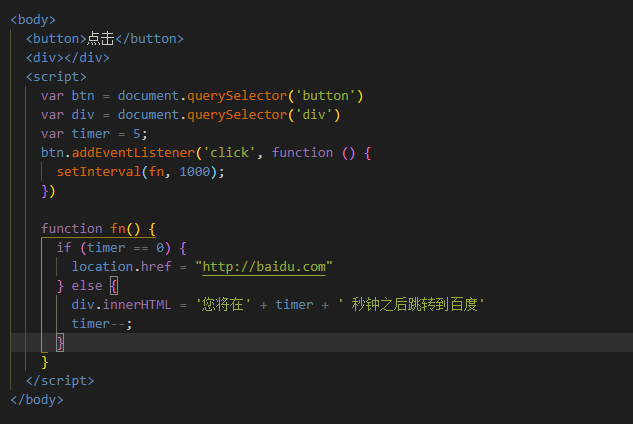 <body>
<button>点击</button>
<div></div>
<script>
var btn = document.querySelector('button')
var div = document.querySelector('div')
var timer = 5;
btn.addEventListener('click', function () {
setInterval(fn, 1000);
})
function fn() {
if (timer == 0) {
location.href = "http://baidu.com"
} else {
div.innerHTML = '您将在' + timer + ' 秒钟之后跳转到百度'
timer--;
}
}
</script>
</body>